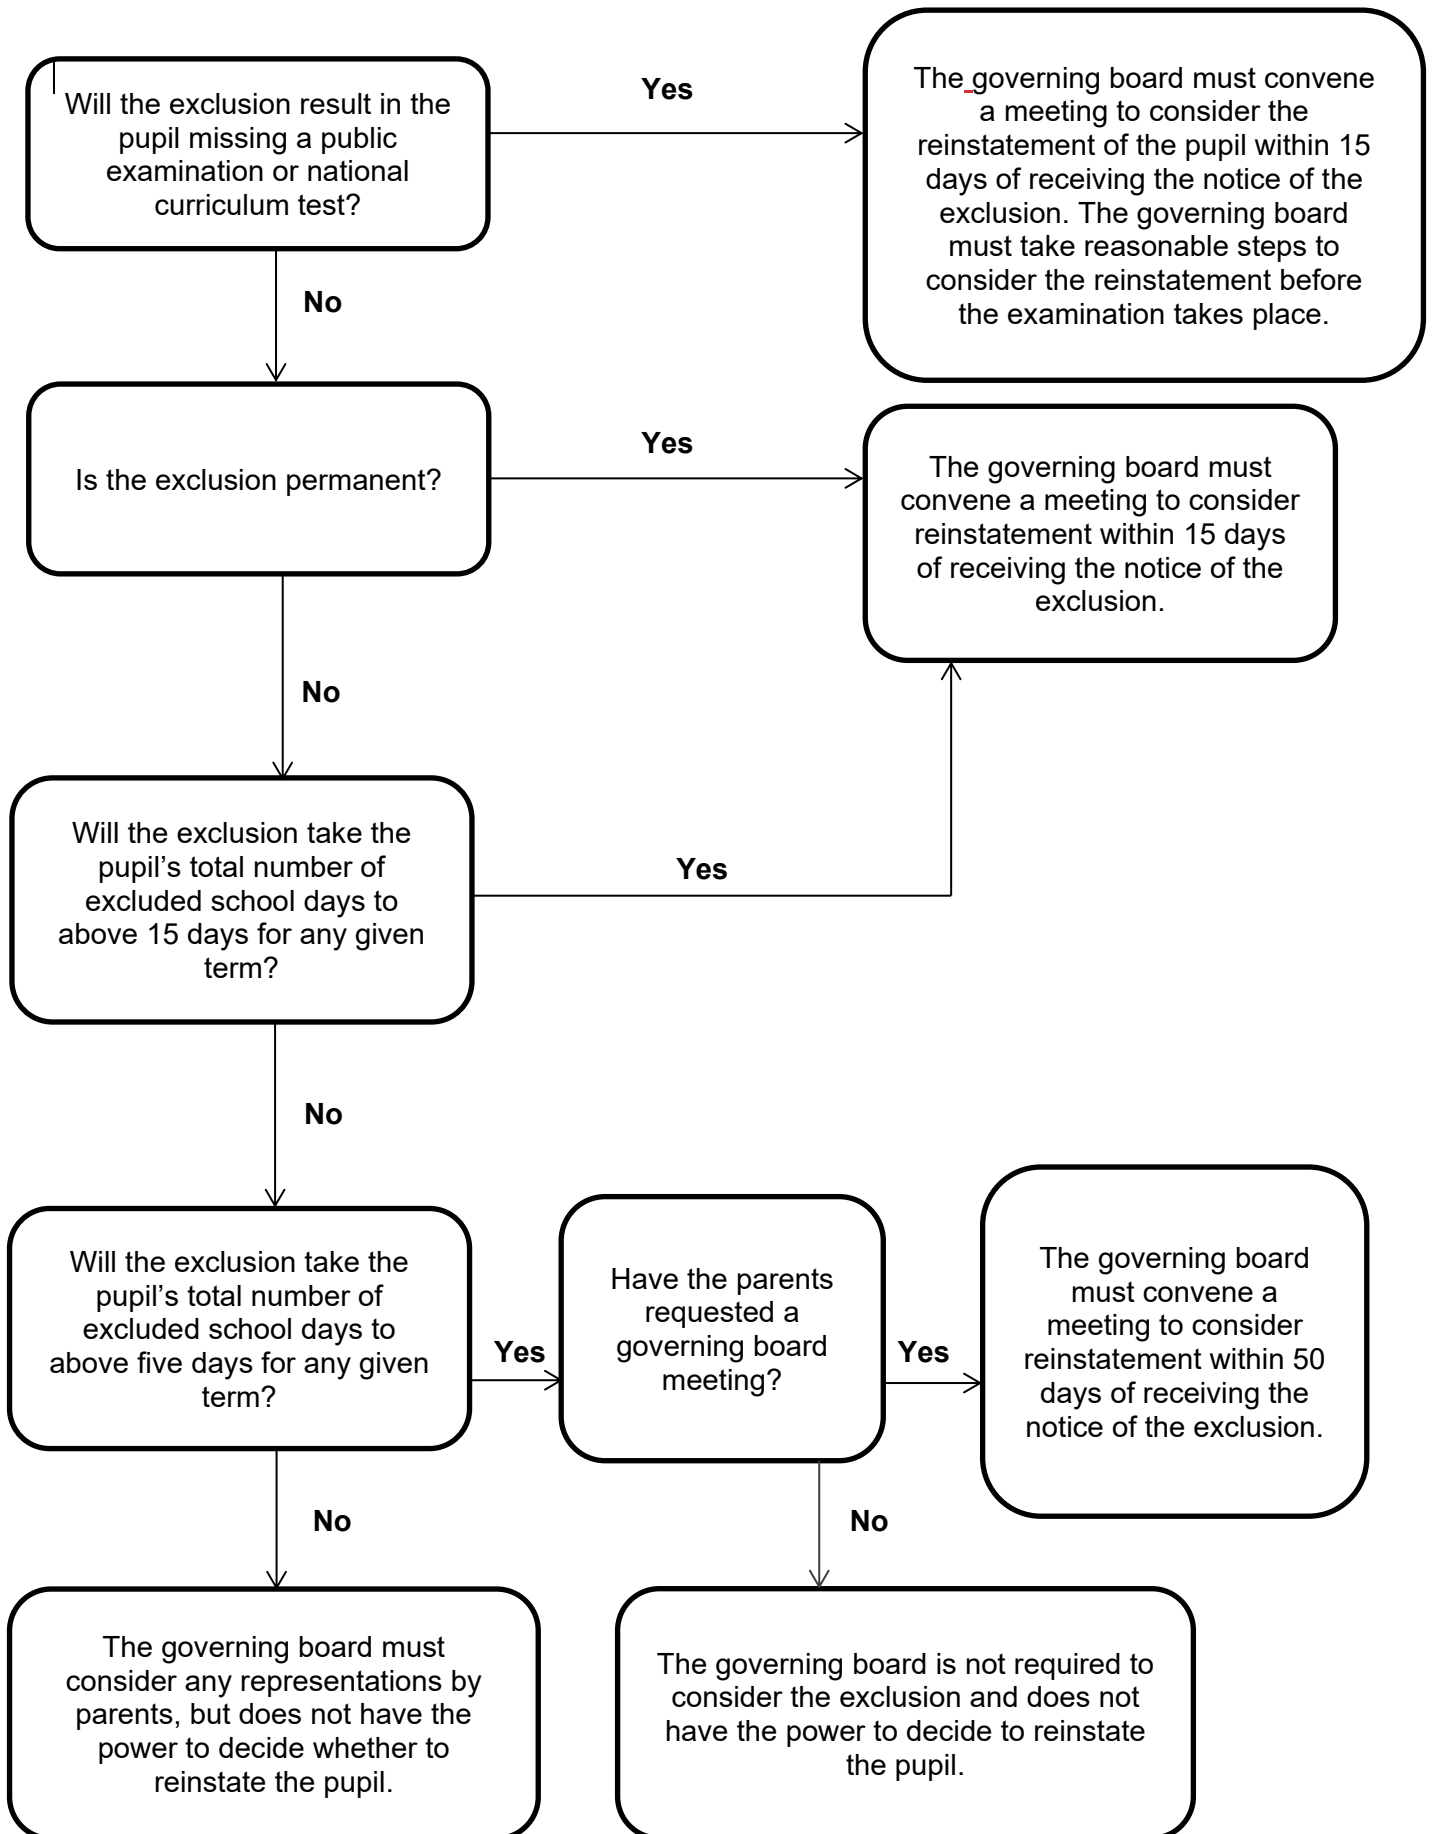 Will the exclusion result in the
pupil missing a public
examination or national
curriculum test?
Yes
The governing board must convene
a meeting to consider the
reinstatement of the pupil within 15
days of receiving the notice of the
exclusion. The governing board
must take reasonable steps to
consider the reinstatement before
the examination takes place.
No
Is the exclusion permanent?
Yes
The governing board must
convene a meeting to consider
reinstatement within 15 days
of receiving the notice of the
exclusion.
No
Will the exclusion take the
pupil’s total number of
excluded school days to
above 15 days for any given
term?
Yes
No
Will the exclusion take the
pupil’s total number of
excluded school days to
above five days for any given
term?
Yes
Have the parents
requested a
governing board
meeting?
Yes
The governing board
must convene a
meeting to consider
reinstatement within 50
days of receiving the
notice of the exclusion.
No
No
The governing board must
consider any representations by
parents, but does not have the
power to decide whether to
reinstate the pupil.
The governing board is not required to
consider the exclusion and does not
have the power to decide to reinstate
the pupil.